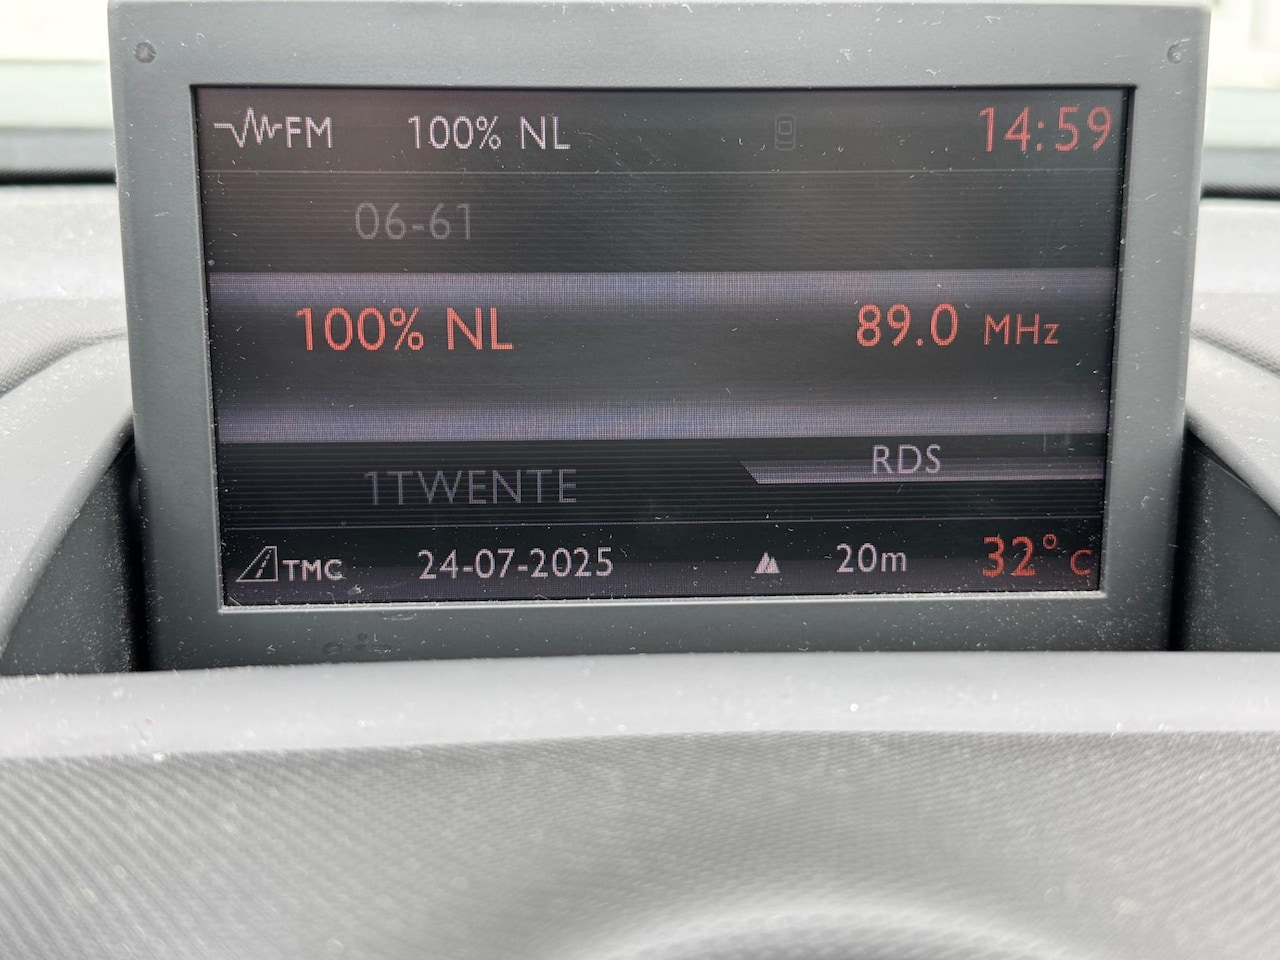 FM 100% NL 14:59
06-61
100% NL 89.0 MHz
1TWENTE RDS
TMC 24-07-2025 20m 32°C